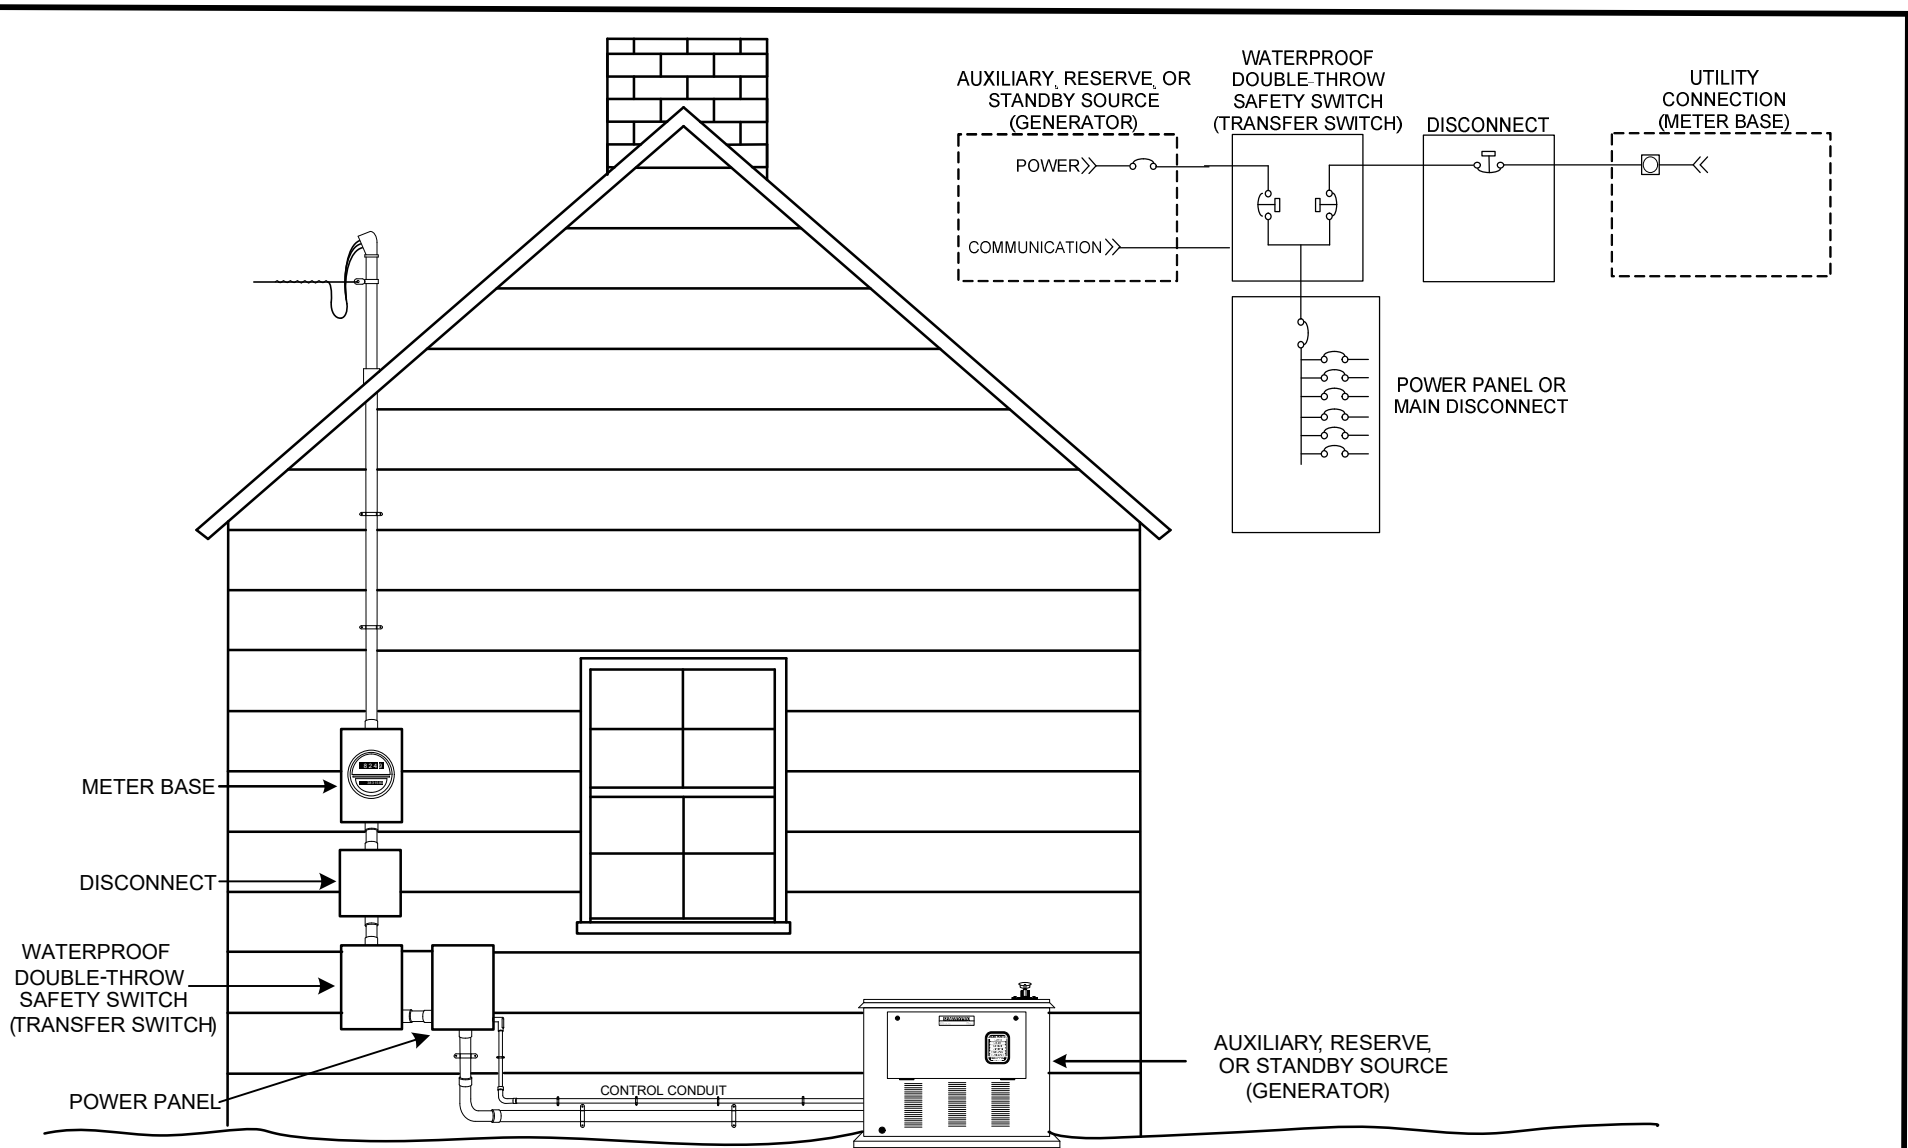 AUXILIARY, RESERVE, OR
STANDBY SOURCE
(GENERATOR)
WATERPROOF
DOUBLE-THROW
SAFETY SWITCH
(TRANSFER SWITCH)
DISCONNECT
UTILITY
CONNECTION
(METER BASE)
POWER
COMMUNICATION
POWER PANEL OR
MAIN DISCONNECT
METER BASE
DISCONNECT
WATERPROOF
DOUBLE-THROW
SAFETY SWITCH
(TRANSFER SWITCH)
POWER PANEL
CONTROL CONDUIT
AUXILIARY, RESERVE,
OR STANDBY SOURCE
(GENERATOR)